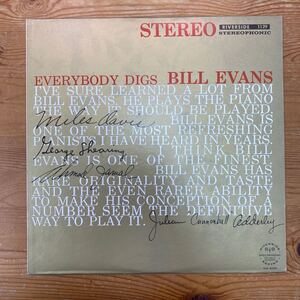 STEREO
RIVERSIDE 1129
STEREOPHONIC
EVERYBODY DIGS BILL EVANS
I'VE SURE LEARNED A LOT FROM
BILL EVANS. HE PLAYS THE PIANO
THE WAY IT SHOULD BE PLAYED.
Miles Davis BILL EVANS IS
ONE OF THE MOST REFRESHING
PIANISTS I'VE HEARD IN YEARS.
George Shearing I THINK BILL
EVANS IS ONE OF THE FINEST.
Ahmad Jamal BILL EVANS HAS
RARE ORIGINALITY AND TASTE
AND THE EVEN RARER ABILITY
TO MAKE HIS CONCEPTION OF A
NUMBER SEEM THE DEFINITIVE
WAY TO PLAY IT.
Julian Cannonball Adderley